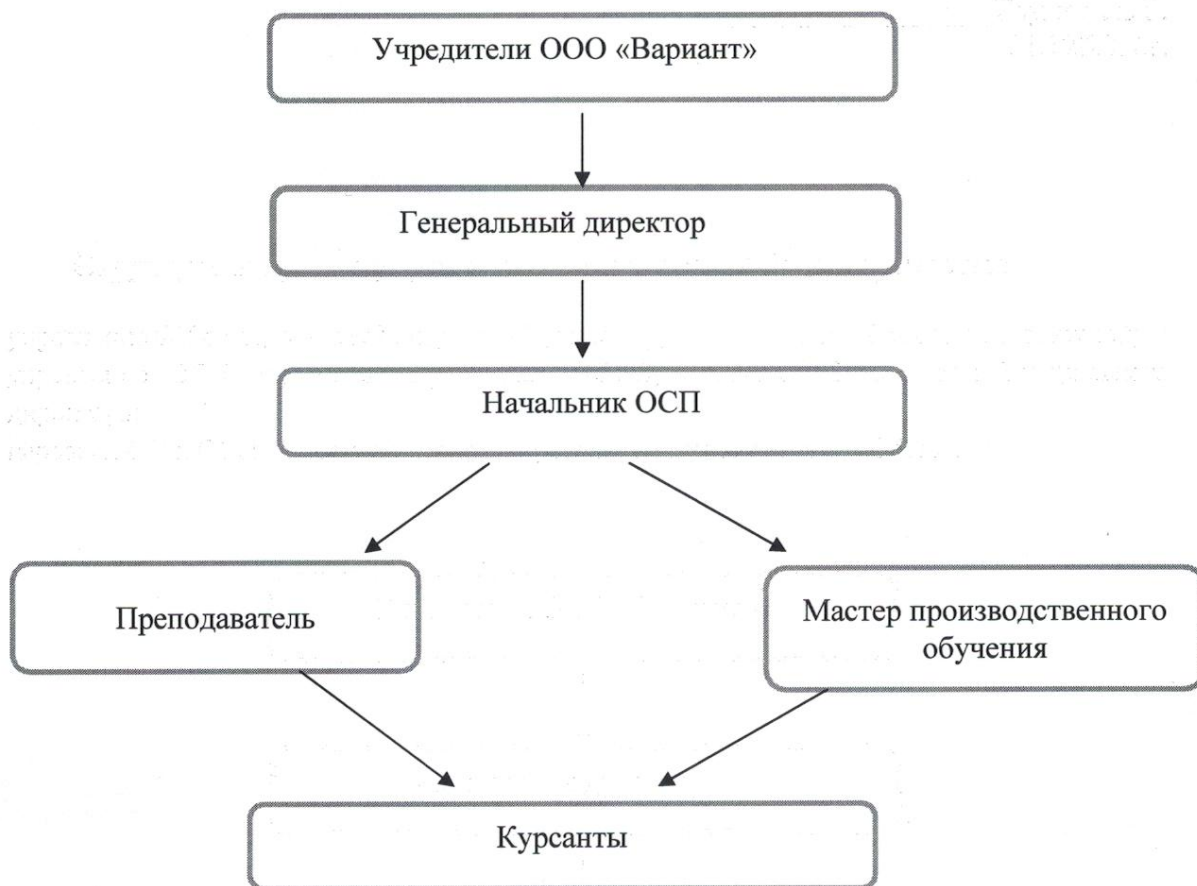 Учредители ООО «Вариант»
Генеральный директор
Начальник ОСП
Преподаватель
Мастер производственного
обучения
Курсанты